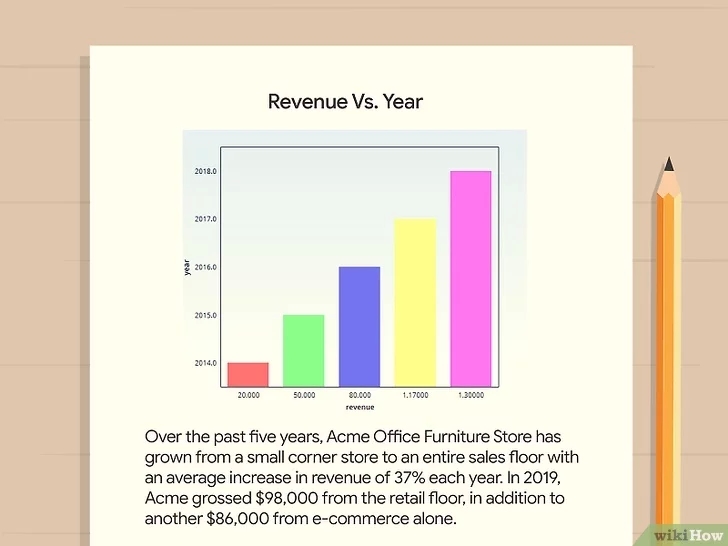 Revenue Vs. Year
2018.0
2017.0
2016.0
2015.0
2014.0
year
20.000 50.000 80.000 1.17000 1.30000
revenue
Over the past five years, Acme Office Furniture Store has
grown from a small corner store to an entire sales floor with
an average increase in revenue of 37% each year. In 2019,
Acme grossed $98,000 from the retail floor, in addition to
another $86,000 from e-commerce alone.
wikiHow